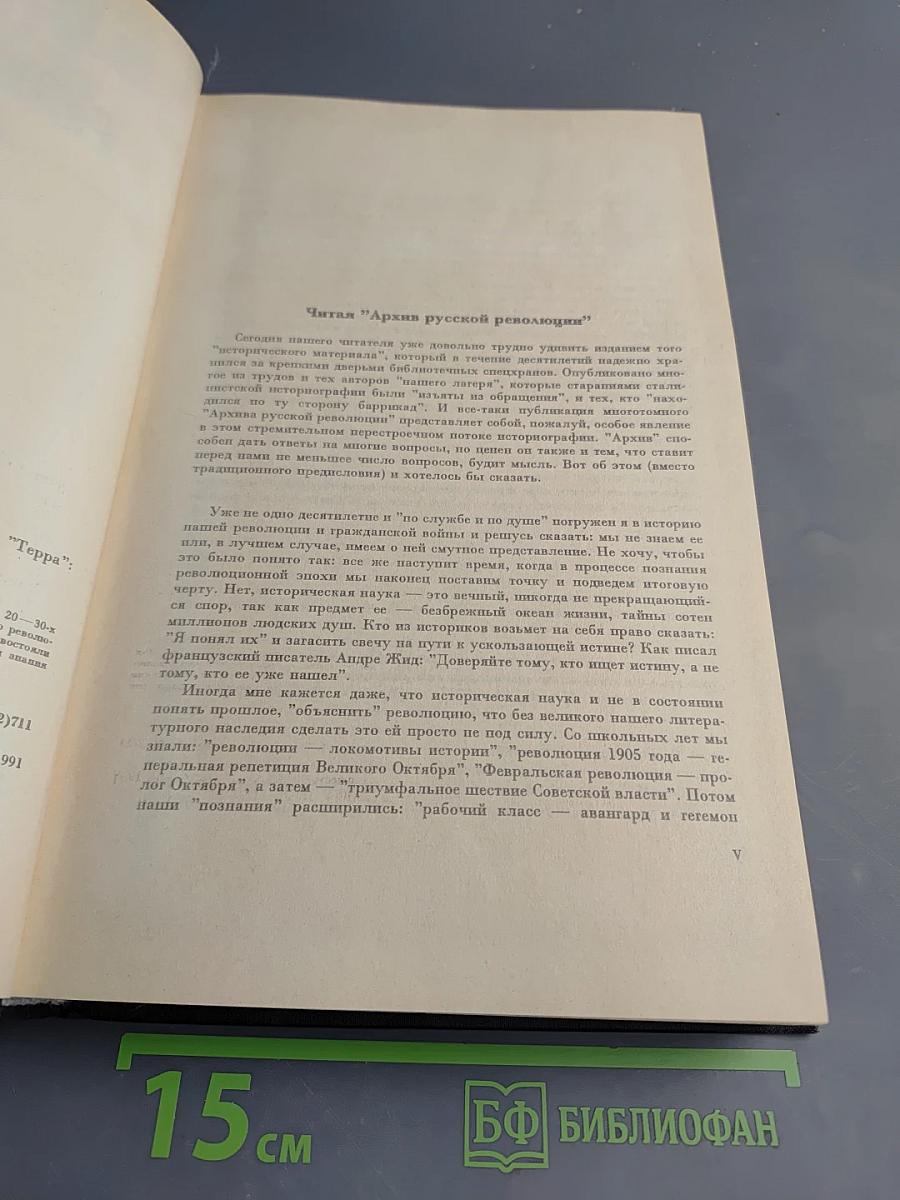 "Терра":
20—30-х
о револю-
востояли
и знания
2)711
991
Читая "Архив русской революции"
Сегодня нашего читателя уже довольно трудно удивить изданием того
"исторического материала", который в течение десятилетий надежно хра-
нился за крепкими дверьми библиотечных спецхранов. Опубликовано мно-
гое из трудов и тех авторов "нашего лагеря", которые стараниями стали-
нистской историографии были "изъяты из обращения", и тех, кто "нахо-
дился по ту сторону баррикад". И все-таки публикация многотомного
"Архива русской революции" представляет собой, пожалуй, особое явление
в этом стремительном перестроечном потоке историографии. "Архив" спо-
собен дать ответы на многие вопросы, но ценен он также и тем, что ставит
перед нами не меньшее число вопросов, будит мысль. Вот об этом (вместо
традиционного предисловия) и хотелось бы сказать.
Уже не одно десятилетие и "по службе и по душе" погружен я в историю
нашей революции и гражданской войны и решусь сказать: мы не знаем ее
или, в лучшем случае, имеем о ней смутное представление. Не хочу, чтобы
это было понято так: все же наступит время, когда в процессе познания
революционной эпохи мы наконец поставим точку и подведем итоговую
черту. Нет, историческая наука — это вечный, никогда не прекращающий-
ся спор, так как предмет ее — безбрежный океан жизни, тайны сотен
миллионов людских душ. Кто из историков возьмет на себя право сказать:
"Я понял их" и загасить свечу на пути к ускользающей истине? Как писал
французский писатель Андре Жид: "Доверяйте тому, кто ищет истину, а не
тому, кто ее уже нашел".
Иногда мне кажется даже, что историческая наука и не в состоянии
понять прошлое, "объяснить" революцию, что без великого нашего литера-
турного наследия сделать это ей просто не под силу. Со школьных лет мы
знали: "революции — локомотивы истории", "революция 1905 года — ге-
неральная репетиция Великого Октября", "Февральская революция — про-
лог Октября", а затем — "триумфальное шествие Советской власти". Потом
наши "познания" расширились: "рабочий класс — авангард и гегемон
V
15 см
БФ БИБЛИОФАН